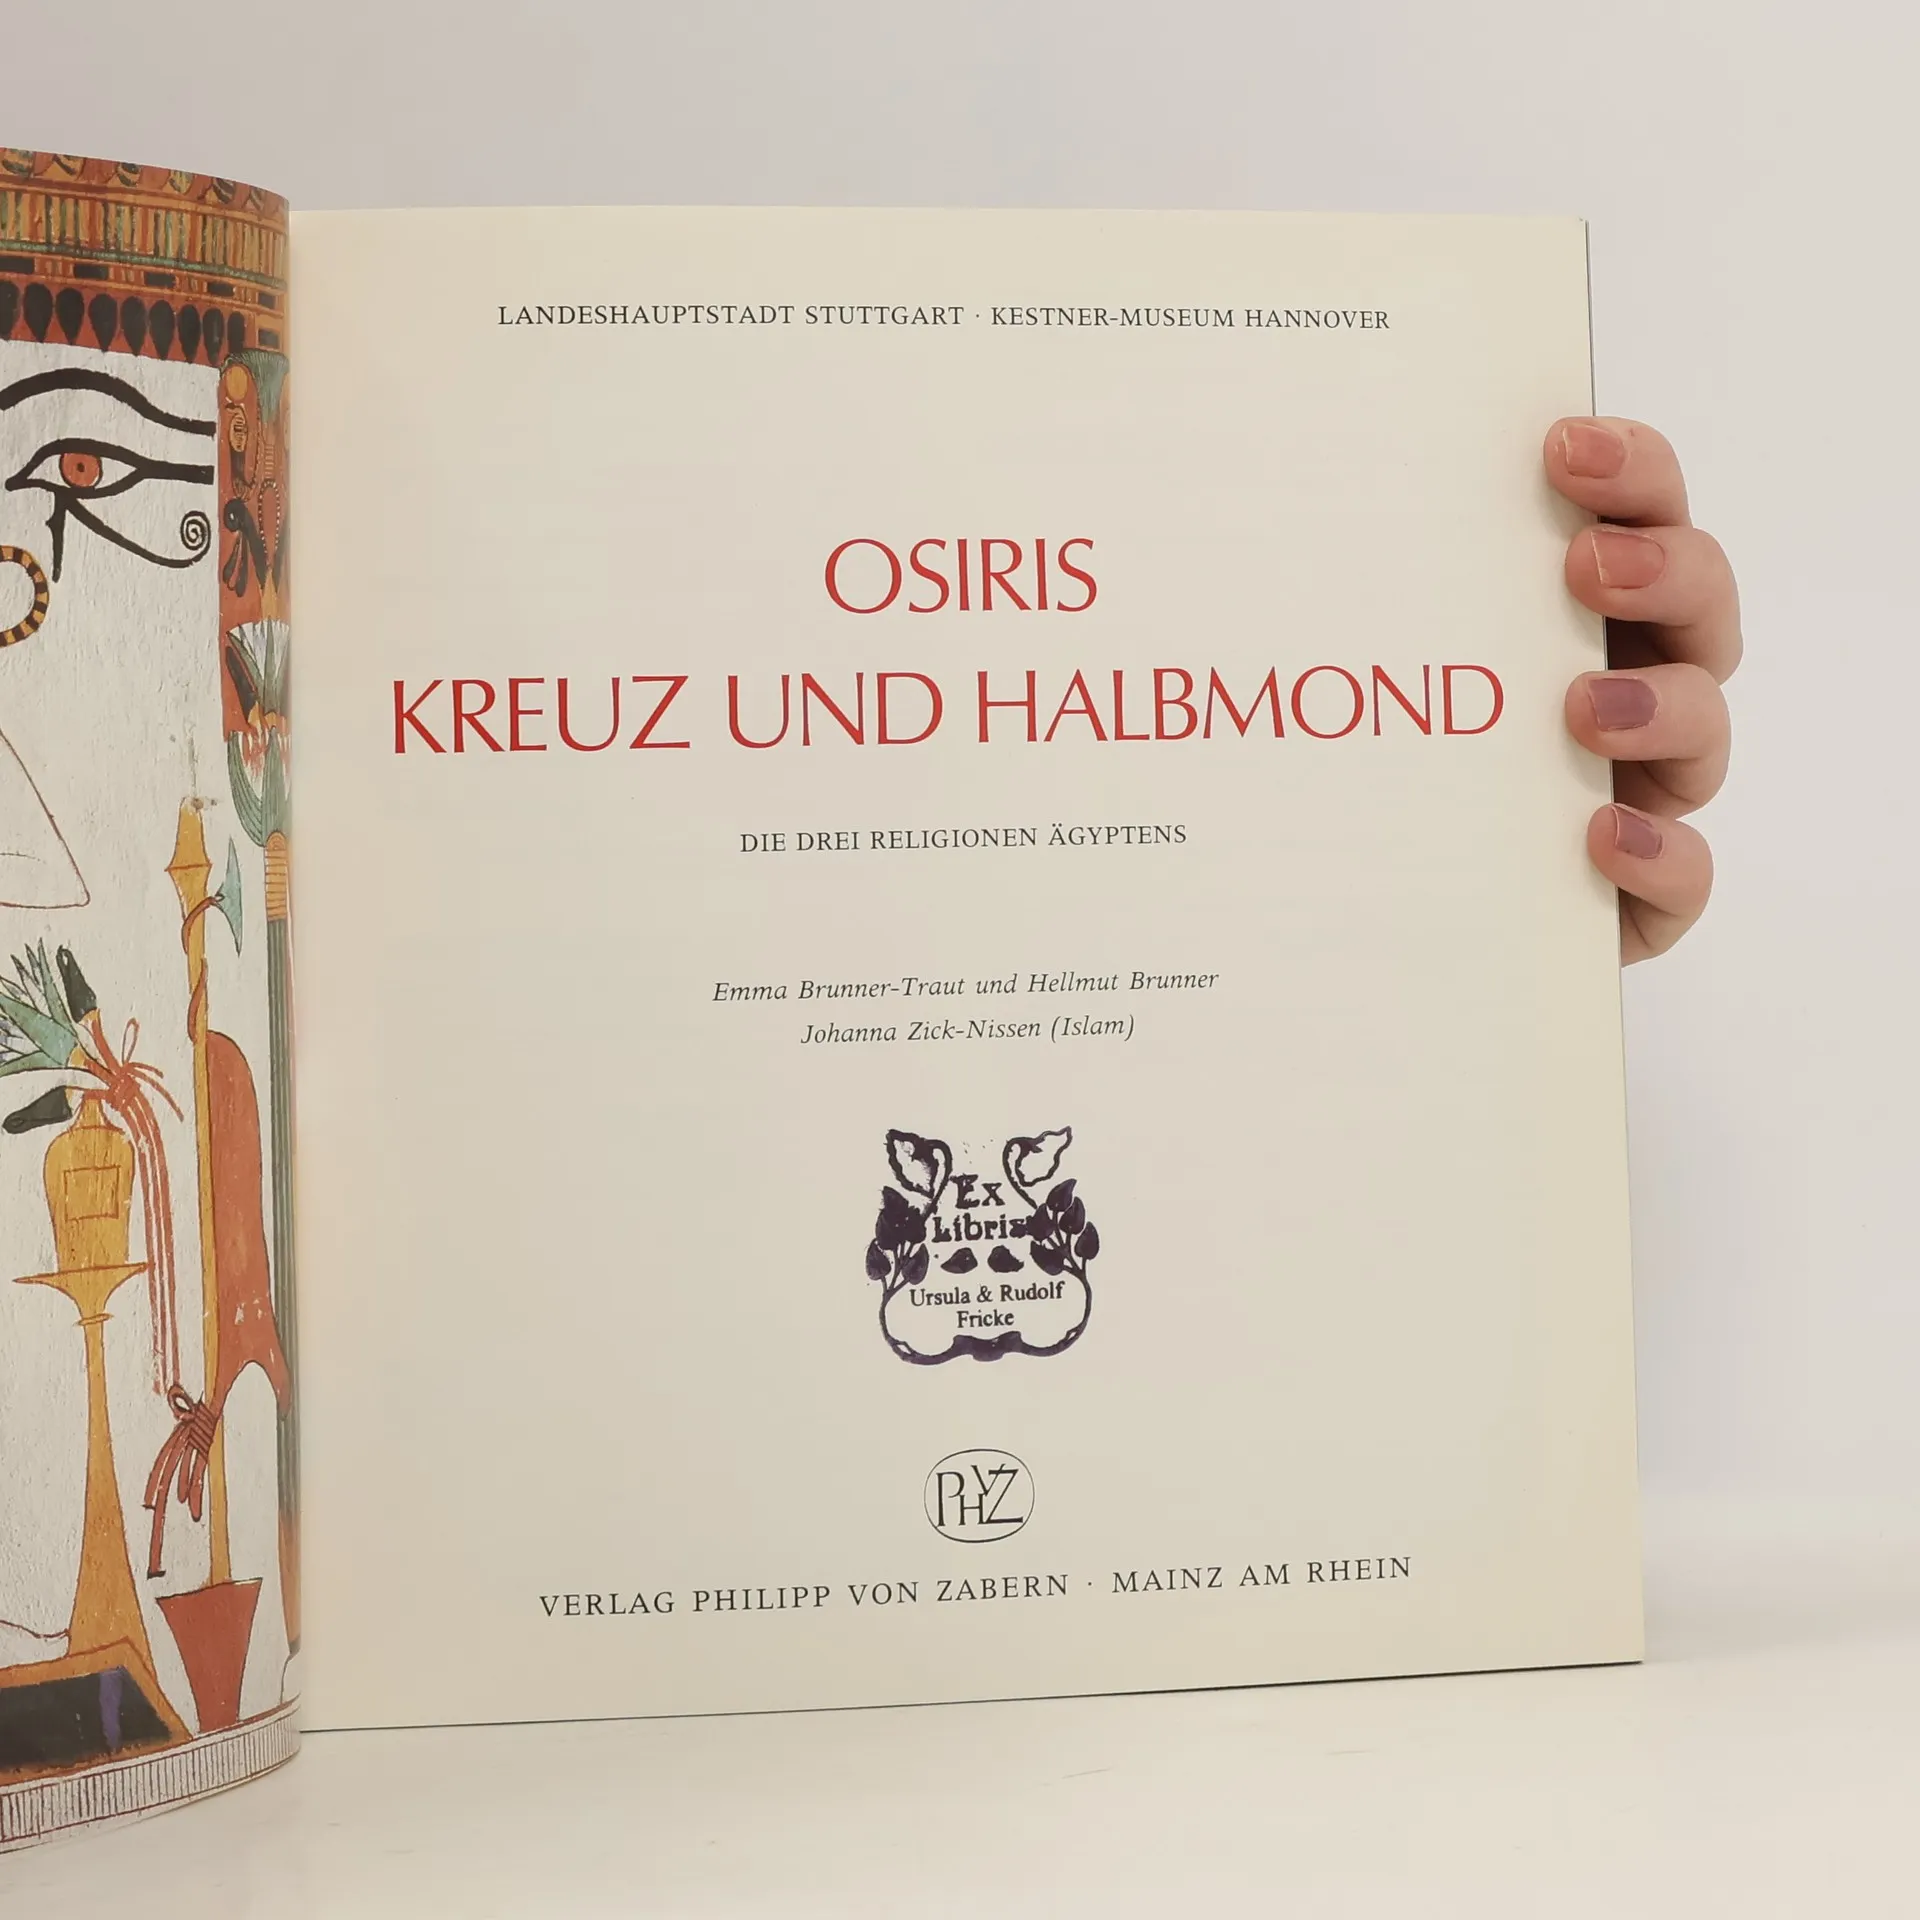 LANDESHAUPTSTADT STUTTGART · KESTNER-MUSEUM HANNOVER
OSIRIS
KREUZ UND HALBMOND
DIE DREI RELIGIONEN ÄGYPTENS
Emma Brunner-Traut und Hellmut Brunner
Johanna Zick-Nissen (Islam)
Ex
Libris
Ursula & Rudolf
Fricke
PHVZ
VERLAG PHILIPP VON ZABERN · MAINZ AM RHEIN